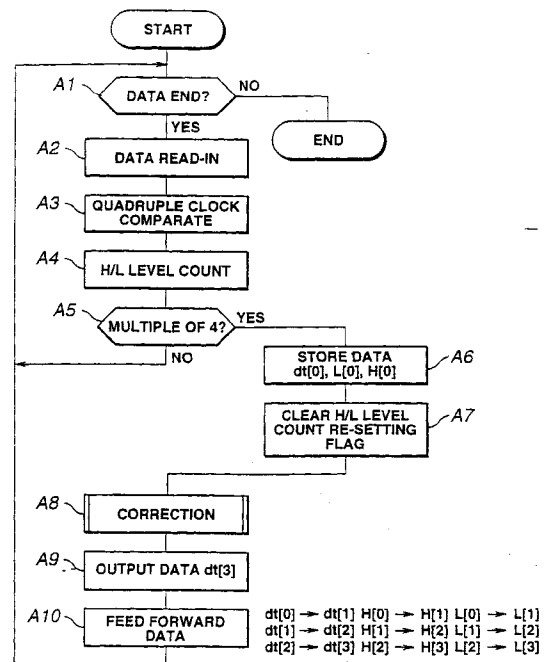 START
A1
DATA END?
NO
YES
END
A2
DATA READ-IN
A3
QUADRUPLE CLOCK
COMPARATE
A4
H/L LEVEL COUNT
A5
MULTIPLE OF 4?
YES
NO
STORE DATA
dt[0], L[0], H[0]
A6
CLEAR H/L LEVEL
COUNT RE-SETTING
FLAG
A7
A8
CORRECTION
A9
OUTPUT DATA dt[3]
A10
FEED FORWARD
DATA
dt[0] → dt[1] H[0] → H[1] L[0] → L[1]
dt[1] → dt[2] H[1] → H[2] L[1] → L[2]
dt[2] → dt[3] H[2] → H[3] L[2] → L[3]